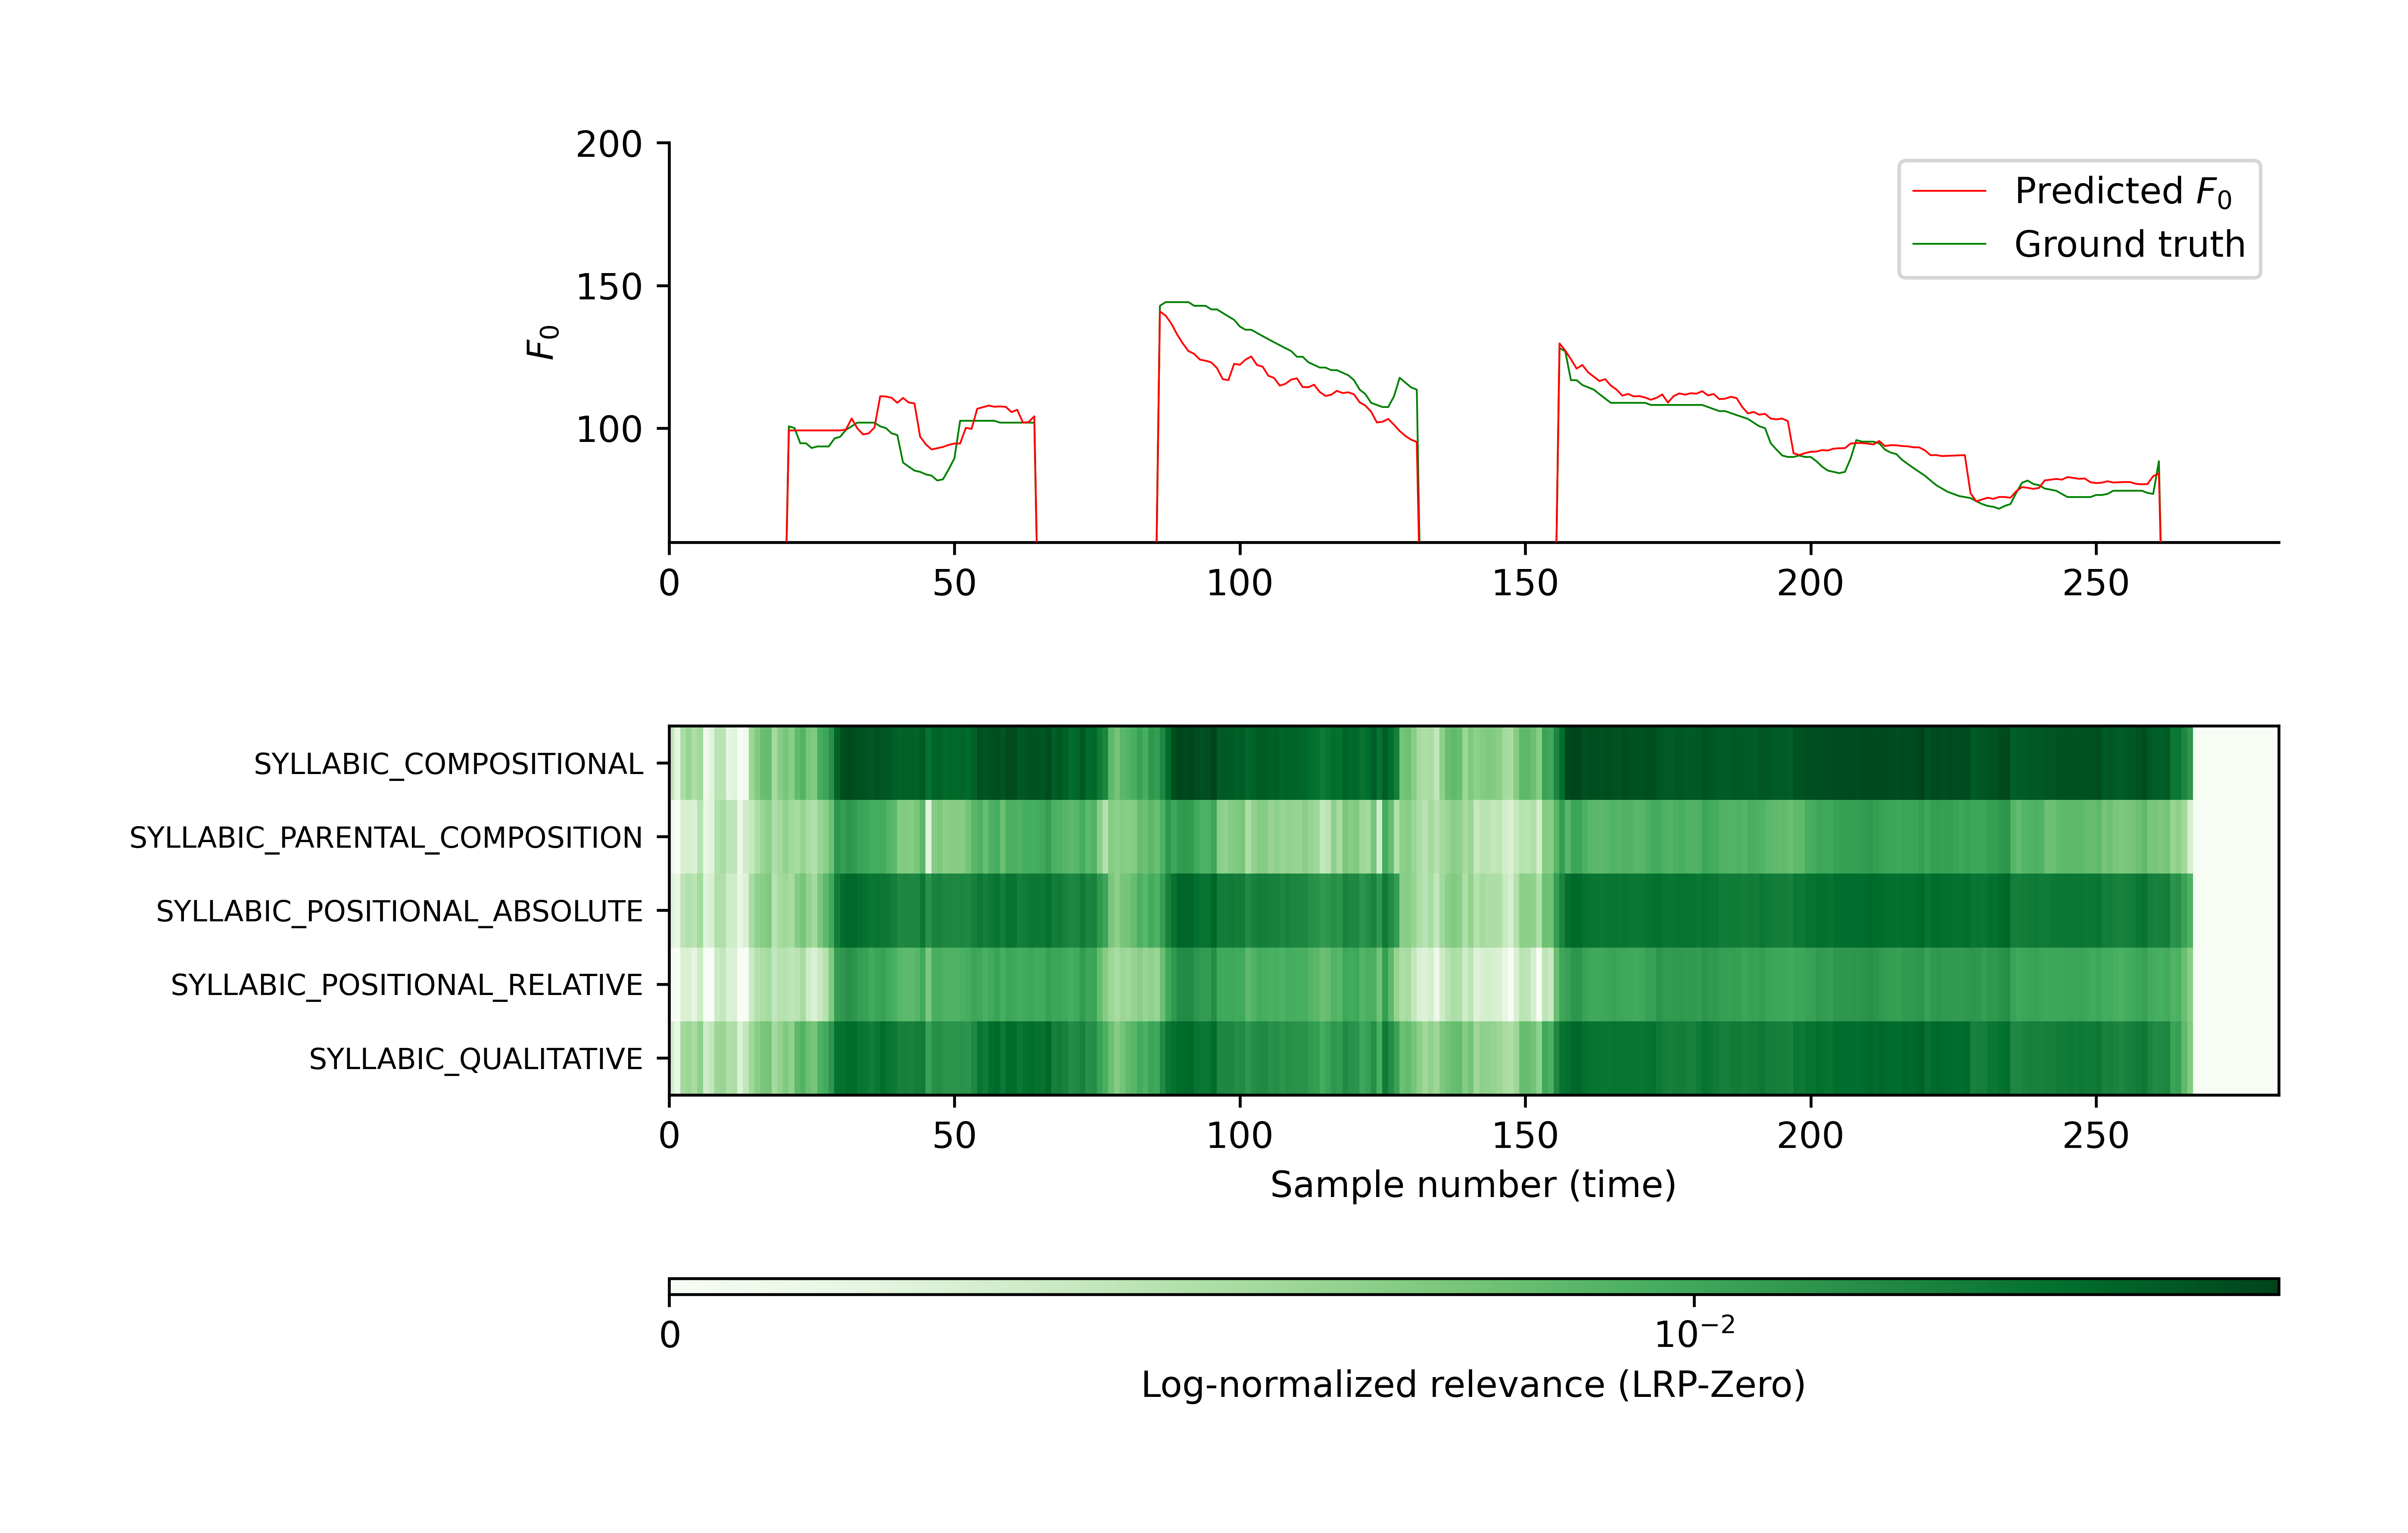 200
150
100
F₀
Predicted F₀
Ground truth
0 50 100 150 200 250
SYLLABIC_COMPOSITIONAL
SYLLABIC_PARENTAL_COMPOSITION
SYLLABIC_POSITIONAL_ABSOLUTE
SYLLABIC_POSITIONAL_RELATIVE
SYLLABIC_QUALITATIVE
0 50 100 150 200 250
Sample number (time)
0 10⁻²
Log-normalized relevance (LRP-Zero)